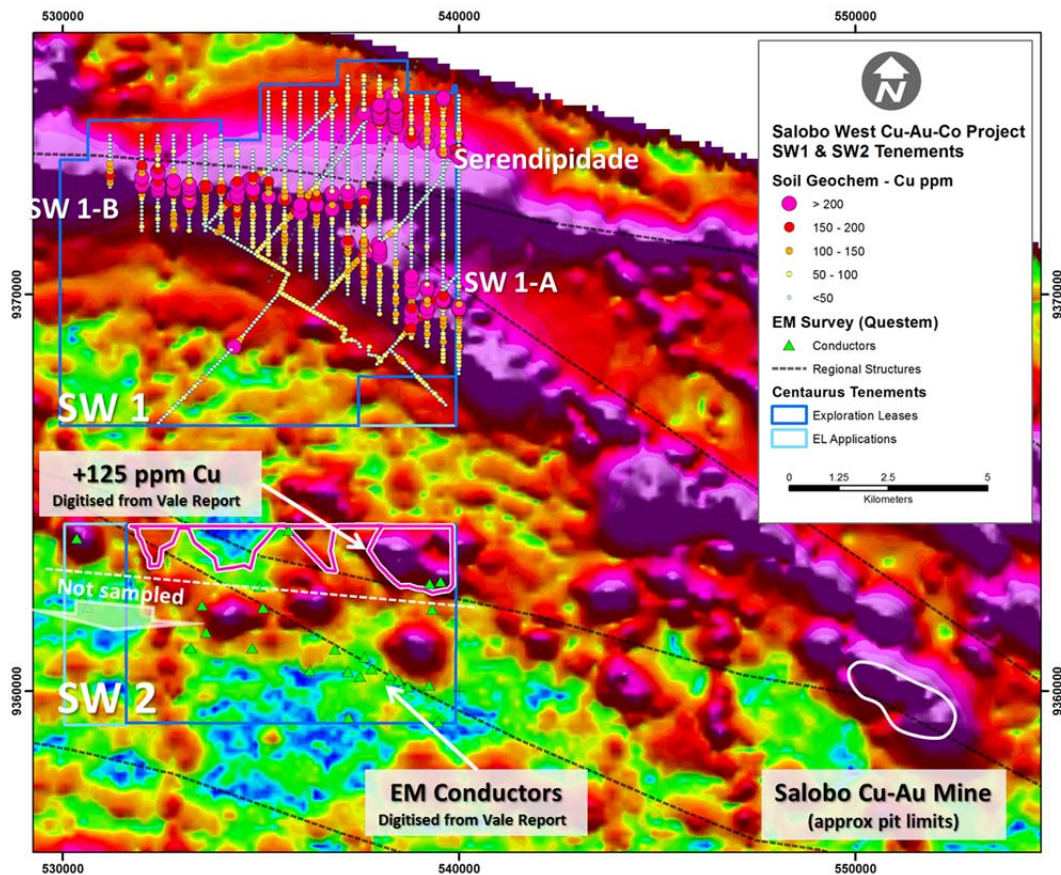 530000
540000
550000
N
Salobo West Cu-Au-Co Project
SW1 & SW2 Tenements
Soil Geochem - Cu ppm
> 200
150 - 200
100 - 150
50 - 100
<50
EM Survey (Questem)
Conductors
Regional Structures
Centaurus Tenements
Exploration Leases
EL Applications
0 1.25 2.5 5
Kilometers
Serendipidade
SW 1-B
SW 1-A
9370000
9370000
SW 1
+125 ppm Cu
Digitised from Vale Report
Not sampled
SW 2
9360000
9360000
EM Conductors
Digitised from Vale Report
Salobo Cu-Au Mine
(approx pit limits)
530000
540000
550000